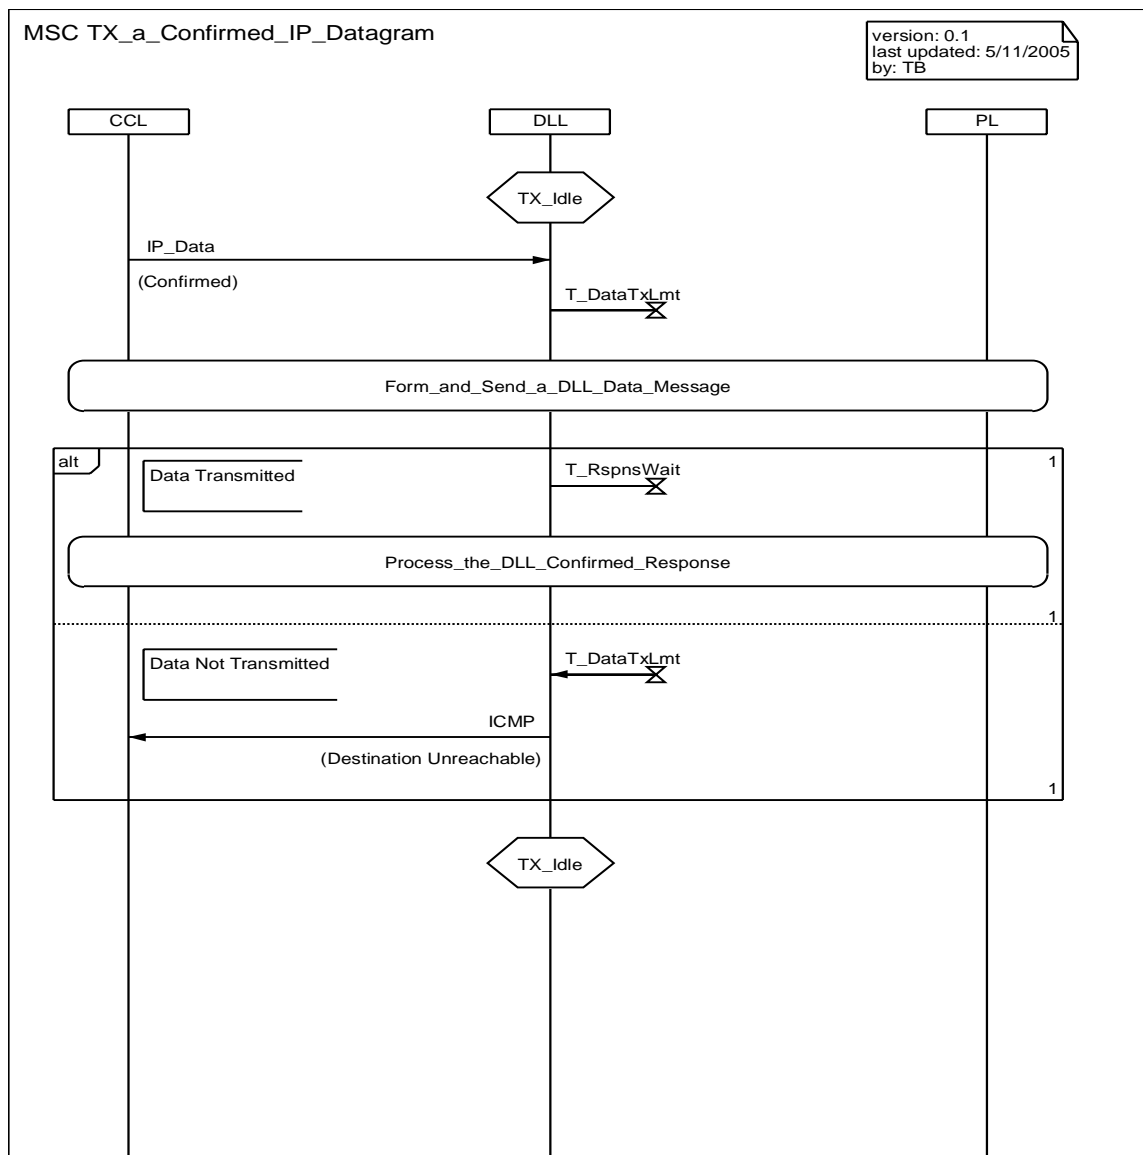 MSC TX_a_Confirmed_IP_Datagram
version: 0.1
last updated: 5/11/2005
by: TB
CCL
DLL
PL
TX_Idle
IP_Data
(Confirmed)
T_DataTxLmt
Form_and_Send_a_DLL_Data_Message
alt
1
Data Transmitted
T_RspnsWait
Process_the_DLL_Confirmed_Response
1
Data Not Transmitted
T_DataTxLmt
ICMP
(Destination Unreachable)
1
TX_Idle